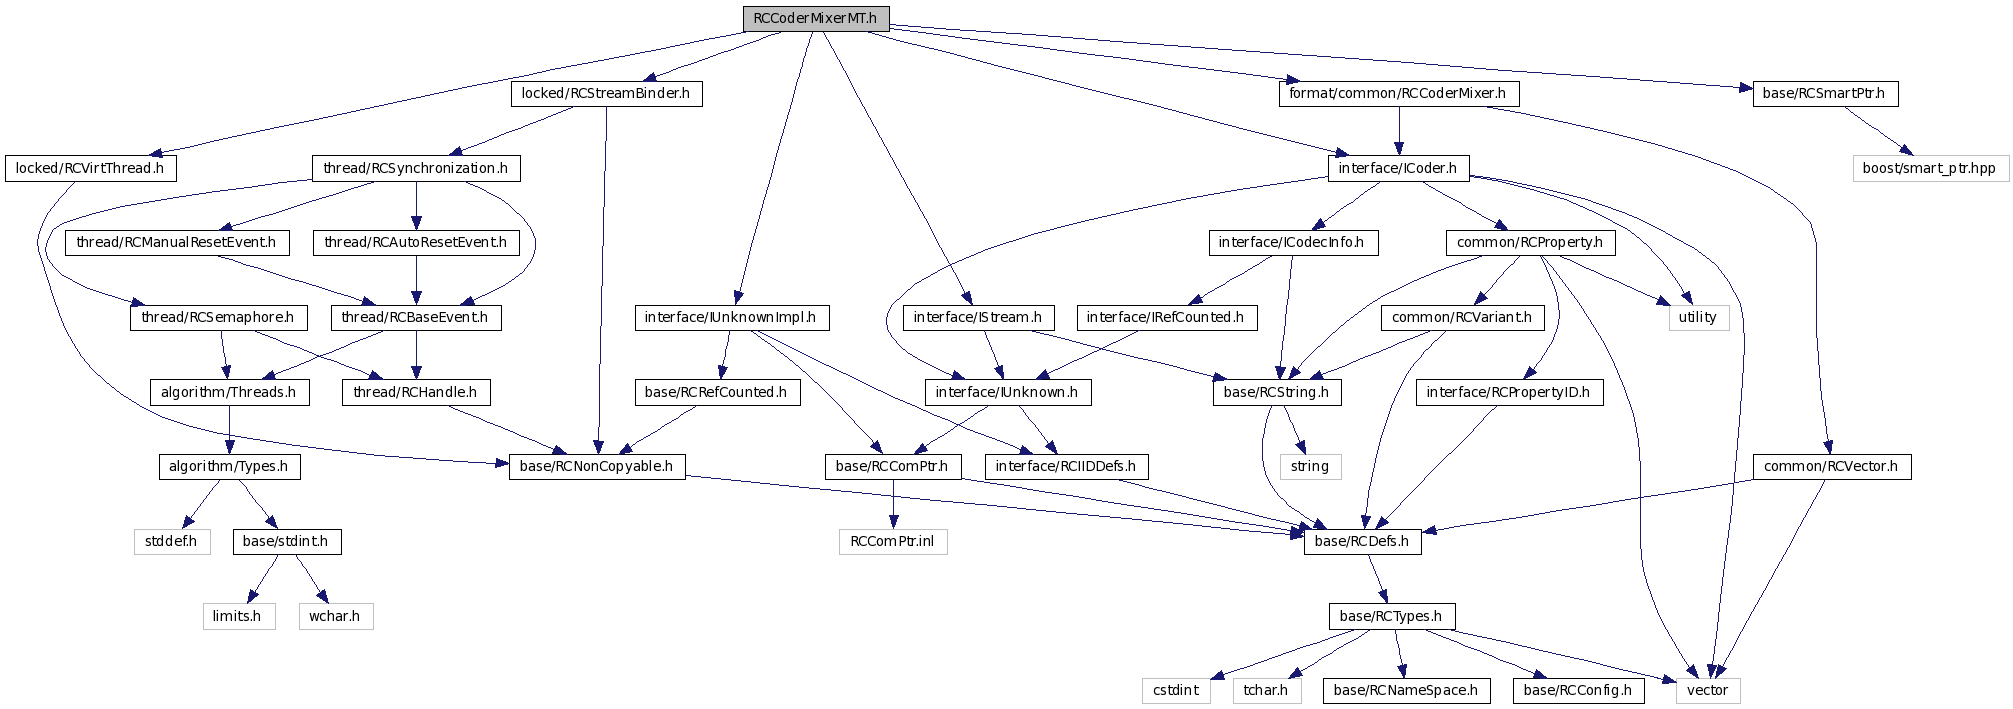 RCCoderMixerMT.h
locked/RCStreamBinder.h
format/common/RCCoderMixer.h
base/RCSmartPtr.h
locked/RCVirtThread.h
thread/RCSynchronization.h
interface/ICoder.h
boost/smart_ptr.hpp
thread/RCManualResetEvent.h
thread/RCAutoResetEvent.h
interface/ICodecInfo.h
common/RCProperty.h
thread/RCSemaphore.h
thread/RCBaseEvent.h
interface/IUnknownImpl.h
interface/IStream.h
interface/IRefCounted.h
common/RCVariant.h
utility
algorithm/Threads.h
thread/RCHandle.h
base/RCRefCounted.h
interface/IUnknown.h
base/RCString.h
interface/RCPropertyID.h
algorithm/Types.h
base/RCNonCopyable.h
base/RCComPtr.h
interface/RCIIDDefs.h
string
common/RCVector.h
stddef.h
base/stdint.h
RCComPtr.inl
base/RCDefs.h
limits.h
wchar.h
base/RCTypes.h
cstdint
tchar.h
base/RCNameSpace.h
base/RCConfig.h
vector